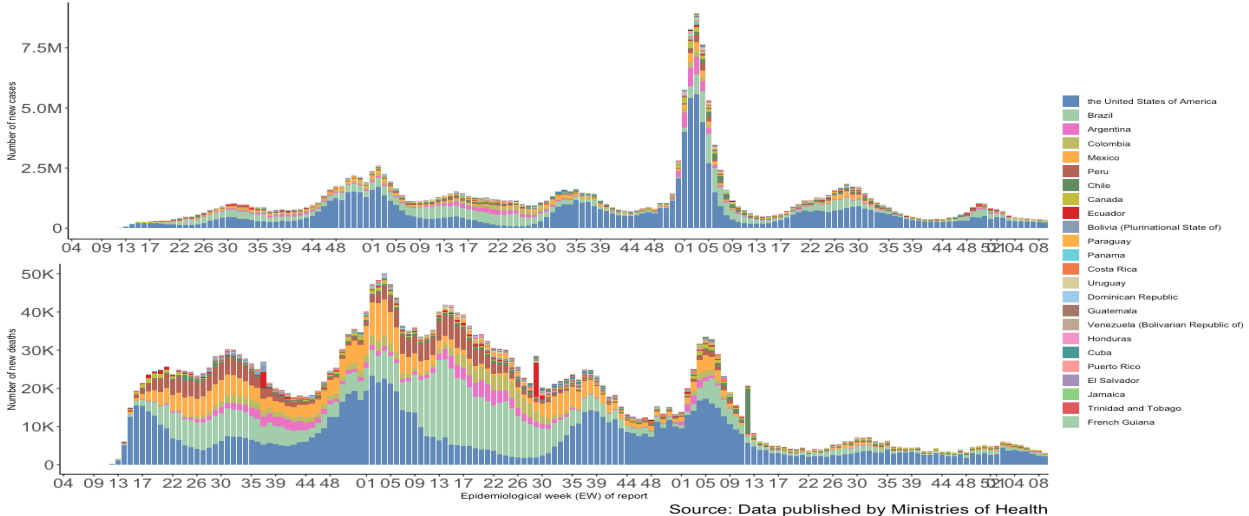 7.5M
5.0M
2.5M
0
Number of new cases
04 09 13 17 22 26 30 35 39 44 48 01 05 09 13 17 22 26 30 35 39 44 48 01 05 09 13 17 22 26 30 35 39 44 48 5201 04 08
50K
40K
30K
20K
10K
0
Number of new deaths
04 09 13 17 22 26 30 35 39 44 48 01 05 09 13 17 22 26 30 35 39 44 48 01 05 09 13 17 22 26 30 35 39 44 48 5201 04 08
Epidemiological week (EW) of report
the United States of America
Brazil
Argentina
Colombia
Mexico
Peru
Chile
Canada
Ecuador
Bolivia (Plurinational State of)
Paraguay
Panama
Costa Rica
Uruguay
Dominican Republic
Guatemala
Venezuela (Bolivarian Republic of)
Honduras
Cuba
Puerto Rico
El Salvador
Jamaica
Trinidad and Tobago
French Guiana
Source: Data published by Ministries of Health